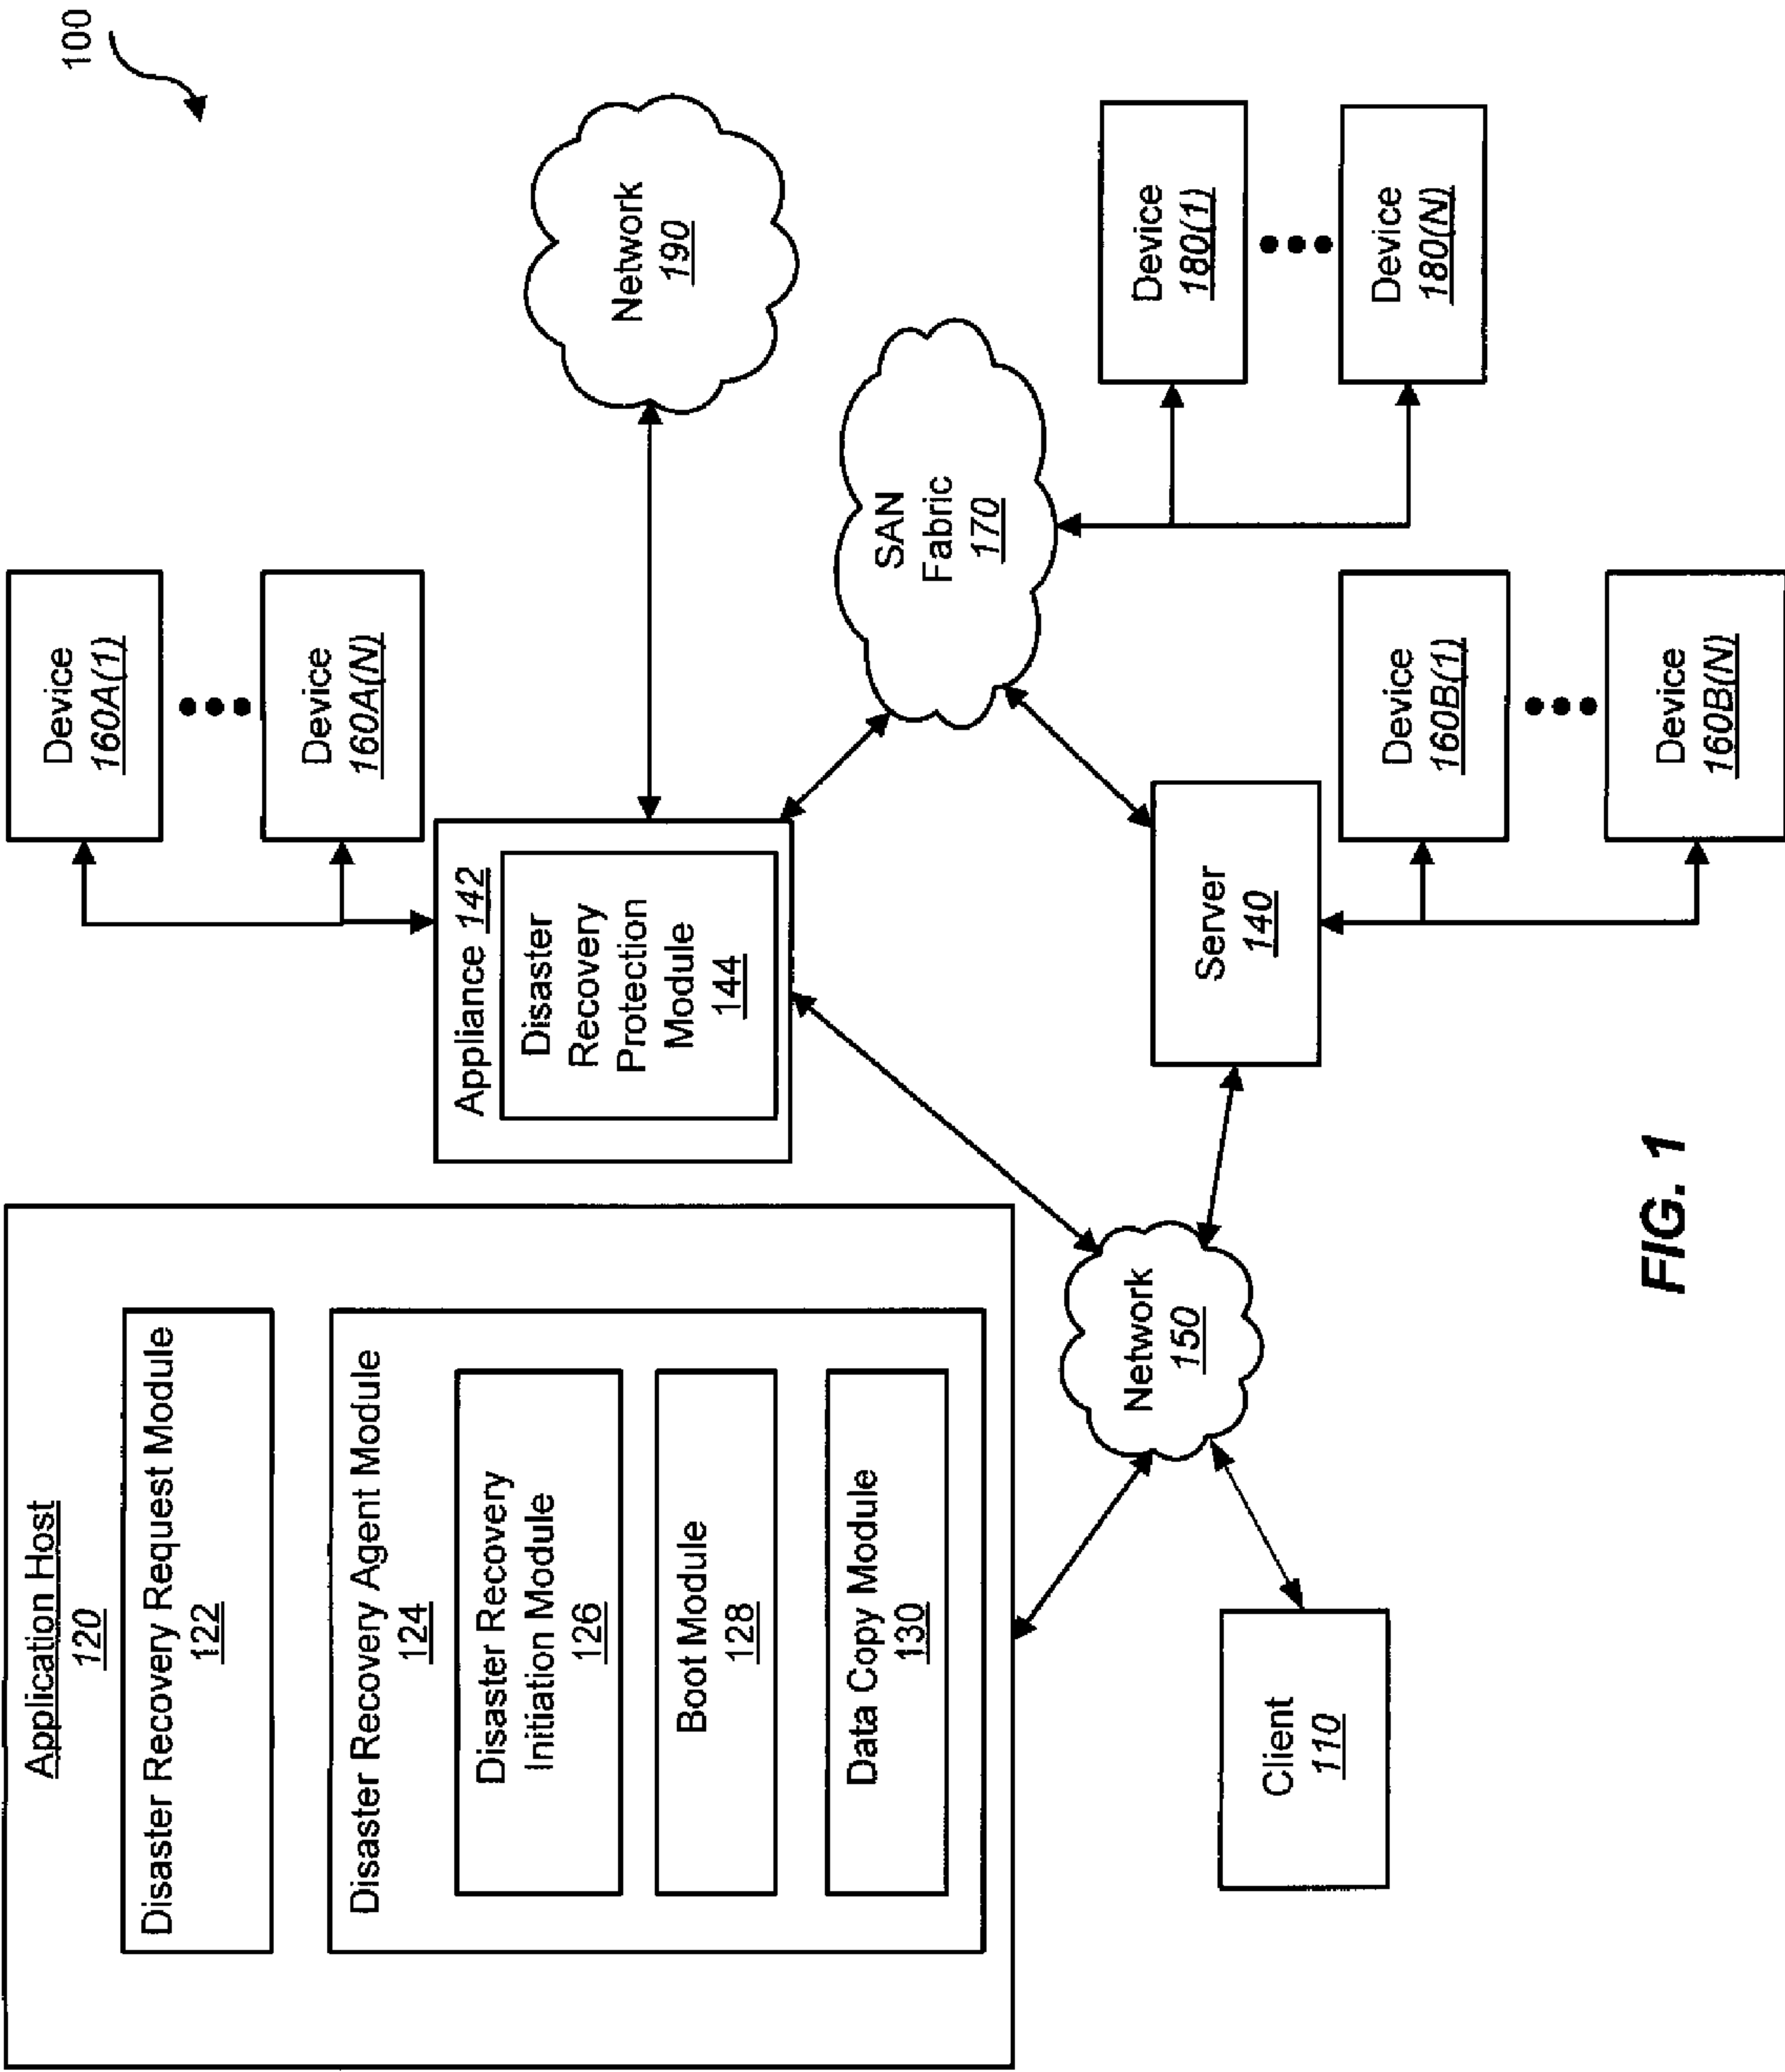 100
Application Host
120
Disaster Recovery Request Module
122
Disaster Recovery Agent Module
124
Disaster Recovery
Initiation Module
126
Boot Module
128
Data Copy Module
130
Device
160A(1)
Device
160A(N)
Appliance 142
Disaster
Recovery
Protection
Module
144
Network
190
SAN
Fabric
170
Device
180(1)
Device
180(N)
Network
150
Server
140
Device
160B(1)
Device
160B(N)
Client
110
FIG. 1